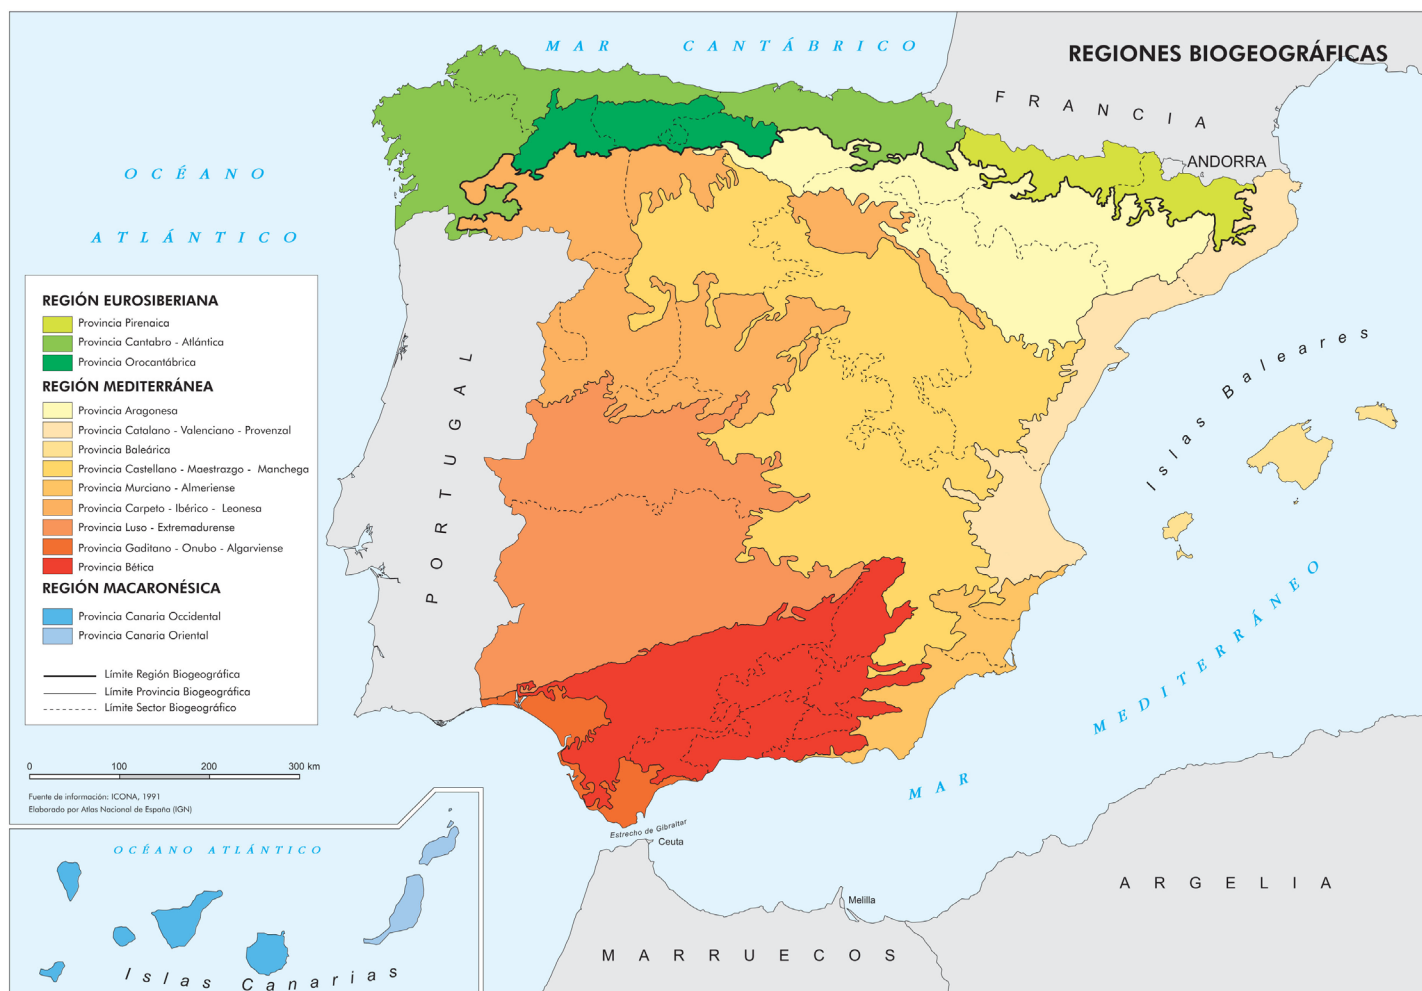 MAR CANTÁBRICO
REGIONES BIOGEOGRÁFICAS
FRANCIA
ANDORRA
OCÉANO
ATLÁNTICO
PORTUGAL
Islas Baleares
MAR MEDITERRÁNEO
REGIÓN EUROSIBERIANA
Provincia Pirenaica
Provincia Cantabro - Atlántica
Provincia Orocantábrica
REGIÓN MEDITERRÁNEA
Provincia Aragonesa
Provincia Catalano - Valenciano - Provenzal
Provincia Baleárica
Provincia Castellano - Maestrazgo - Manchega
Provincia Murciano - Almeriense
Provincia Carpeto - Ibérico - Leonesa
Provincia Luso - Extremadurense
Provincia Gaditano - Onubo - Algarviense
Provincia Bética
REGIÓN MACARONÉSICA
Provincia Canaria Occidental
Provincia Canaria Oriental
Límite Región Biogeográfica
Límite Provincia Biogeográfica
Límite Sector Biogeográfico
0 100 200 300 km
Fuente de información: ICONA, 1991
Elaborado por Atlas Nacional de España (IGN)
Estrecho de Gibraltar
Ceuta
Melilla
MARRUECOS
ARGELIA
OCÉANO ATLÁNTICO
Islas Canarias